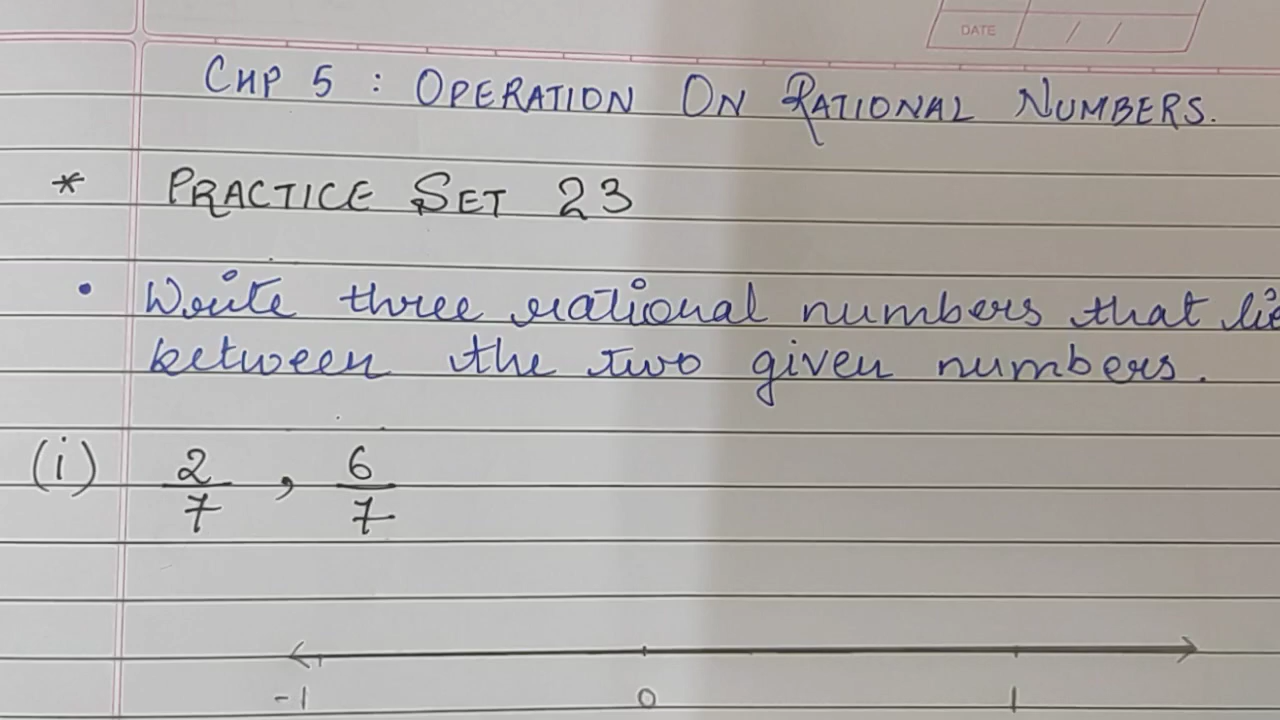 DATE / /
CHP 5 : OPERATION ON RATIONAL NUMBERS.
* PRACTICE SET 23
• Write three rational numbers that lie
between the two given numbers.
(i) 2/7 , 6/7
-1 0 1